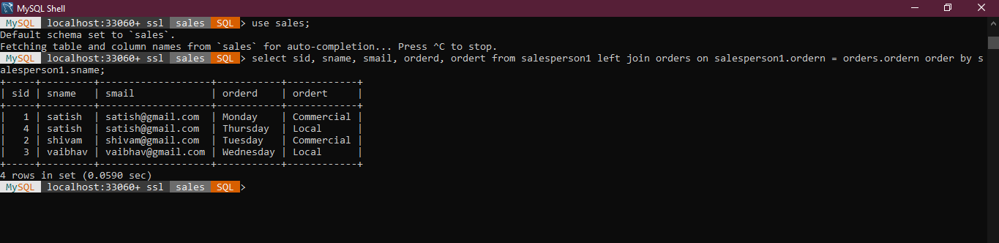 MySQL Shell
MySQL localhost:33060+ ssl sales SQL > use sales;
Default schema set to `sales`.
Fetching table and column names from `sales` for auto-completion... Press ^C to stop.
MySQL localhost:33060+ ssl sales SQL > select sid, sname, smail, orderd, ordert from salesperson1 left join orders on salesperson1.ordern = orders.ordern order by s
alesperson1.sname;
+-----+---------+-------------------+-----------+------------+
| sid | sname   | smail             | orderd    | ordert     |
+-----+---------+-------------------+-----------+------------+
|   1 | satish  | satish@gmail.com  | Monday    | Commercial |
|   4 | satish  | satish@gmail.com  | Thursday  | Local      |
|   2 | shivam  | shivam@gmail.com  | Tuesday   | Commercial |
|   3 | vaibhav | vaibhav@gmail.com | Wednesday | Local      |
+-----+---------+-------------------+-----------+------------+
4 rows in set (0.0590 sec)
MySQL localhost:33060+ ssl sales SQL >